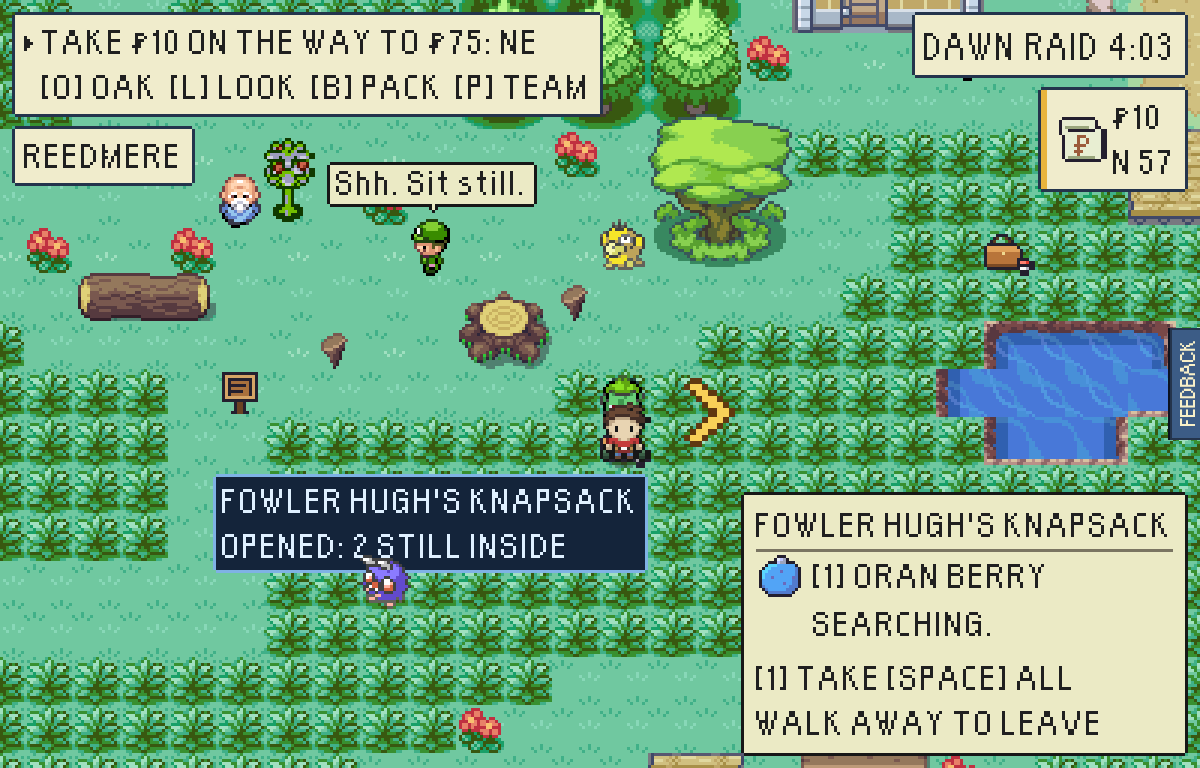 ▸TAKE ₽10 ON THE WAY TO ₽75: NE
[O] OAK [L] LOOK [B] PACK [P] TEAM
DAWN RAID 4:03
₽10
N 57
REEDMERE
Shh. Sit still.
FEEDBACK
FOWLER HUGH'S KNAPSACK
OPENED: 2 STILL INSIDE
FOWLER HUGH'S KNAPSACK
[1] ORAN BERRY
SEARCHING.
[1] TAKE [SPACE] ALL
WALK AWAY TO LEAVE